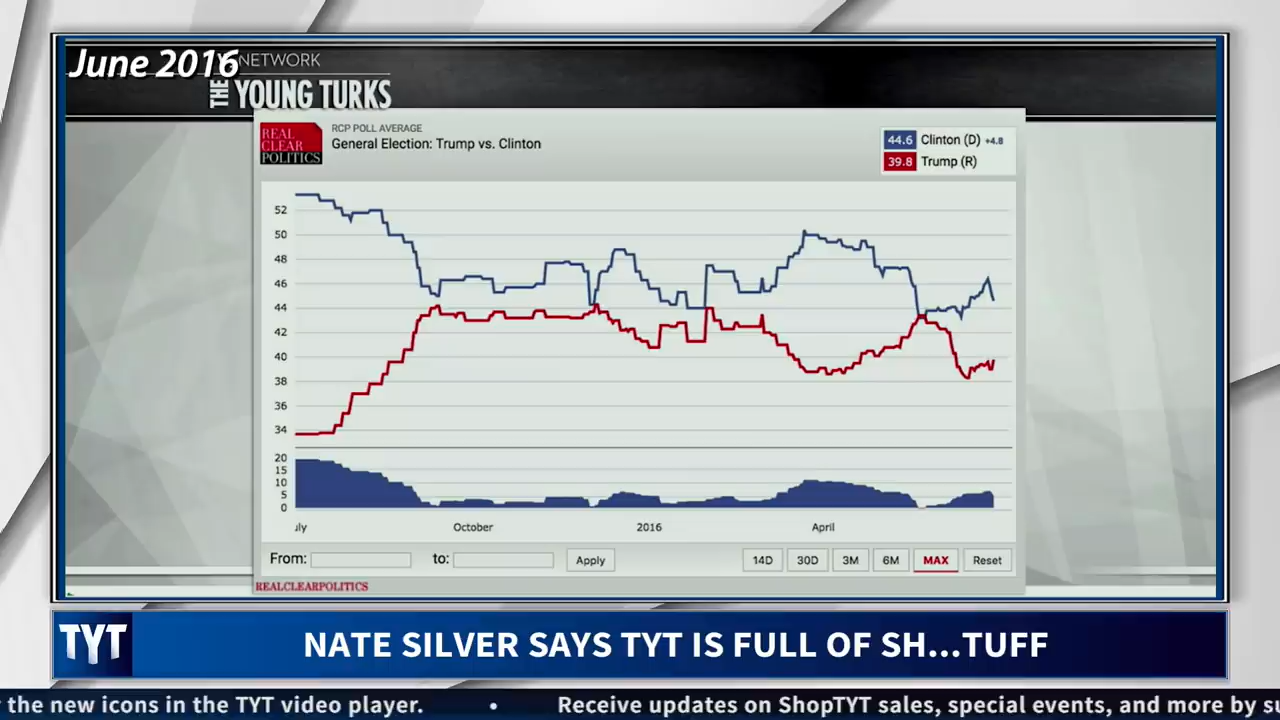 June 2016
NETWORK
THE YOUNG TURKS
REAL
CLEAR
POLITICS
RCP POLL AVERAGE
General Election: Trump vs. Clinton
44.6 Clinton (D) +4.8
39.8 Trump (R)
52
50
48
46
44
42
40
38
36
34
20
15
10
5
0
uly October 2016 April
From: to: Apply 14D 30D 3M 6M MAX Reset
REALCLEARPOLITICS
TYT NATE SILVER SAYS TYT IS FULL OF SH...TUFF
the new icons in the TYT video player. • Receive updates on ShopTYT sales, special events, and more by